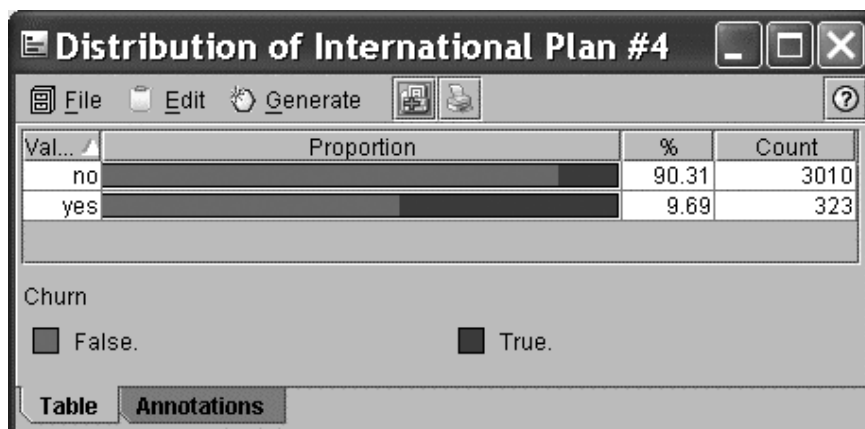 Distribution of International Plan #4
File Edit Generate
Val... Proportion % Count
no 90.31 3010
yes 9.69 323
Churn
False. True.
Table Annotations